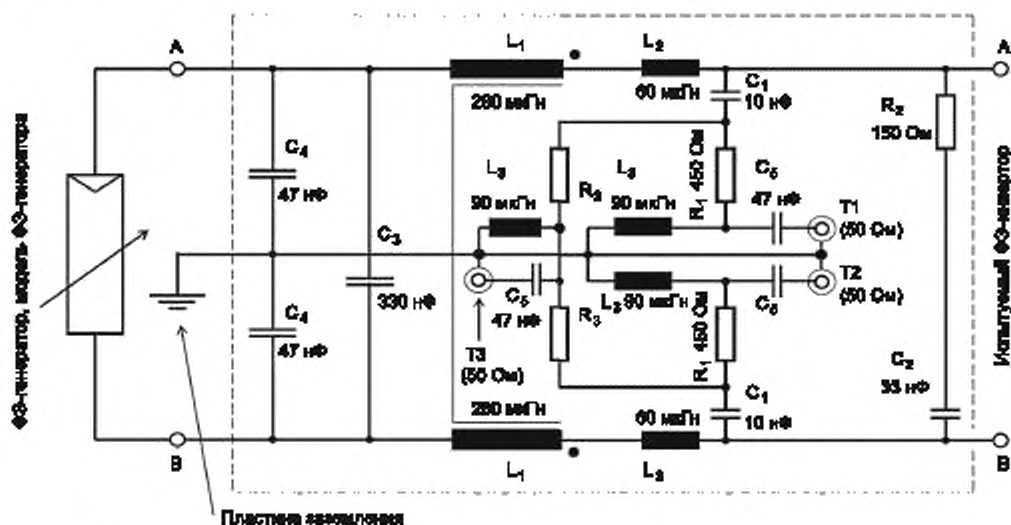 A
L₁
L₂
A
280 мкГн
60 мкГн
C₁
10 нФ
R₂
150 Ом
C₄
47 нФ
L₃
90 мкГн
R₃
L₃
90 мкГн
R₁ 450 Ом
C₅
47 нФ
T1
(50 Ом)
C₃
330 нФ
C₅
47 нФ
T3
(50 Ом)
R₃
L₃ 90 мкГн
R₁ 450 Ом
C₅
T2
(50 Ом)
C₄
47 нФ
C₂
33 нФ
280 мкГн
60 мкГн
C₁
10 нФ
B
L₁
L₂
B
ФЭ-генератор, модель ФЭ-генератора
Испытуемый ФЭ-инвертор
Пластина заземления